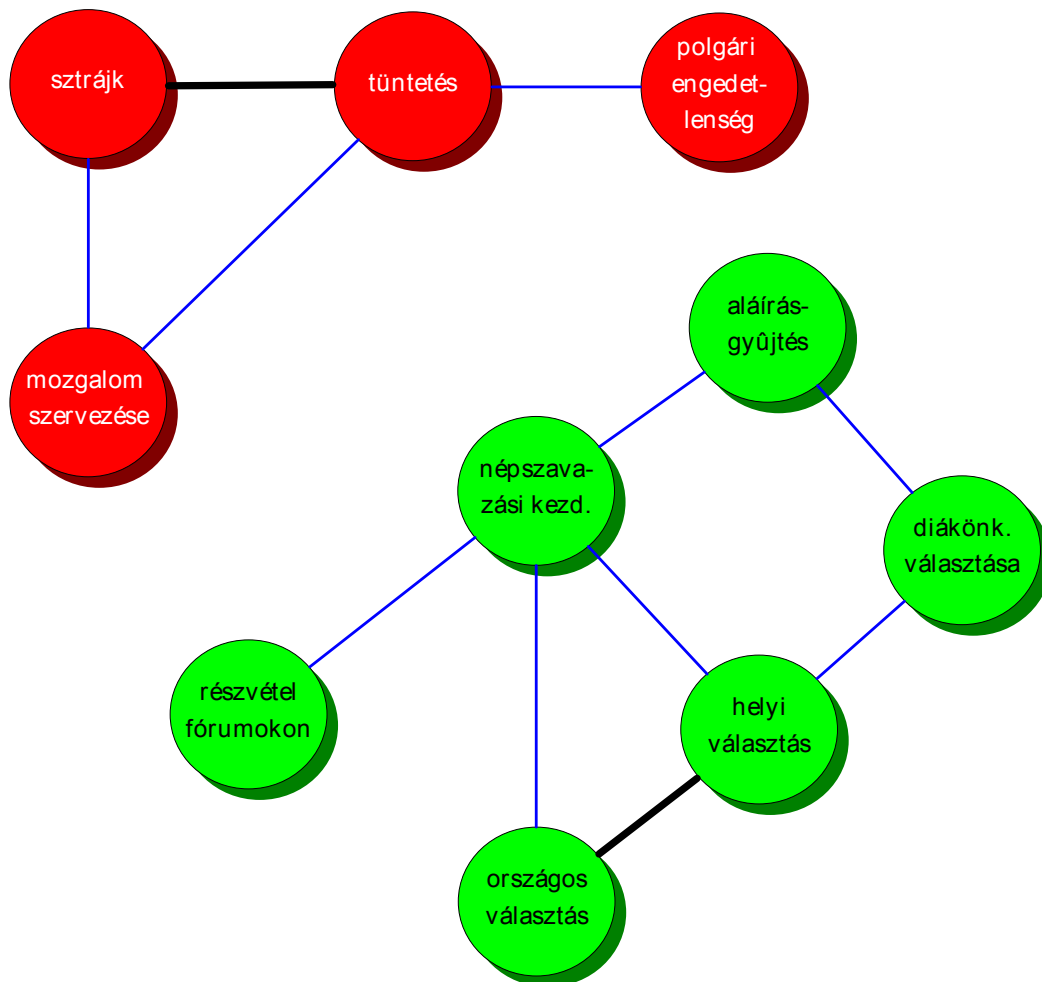 sztrájk
tüntetés
polgári
engedet-
lenség
mozgalom
szervezése
aláírás-
gyûjtés
népszava-
zási kezd.
diákönk.
választása
részvétel
fórumokon
helyi
választás
országos
választás